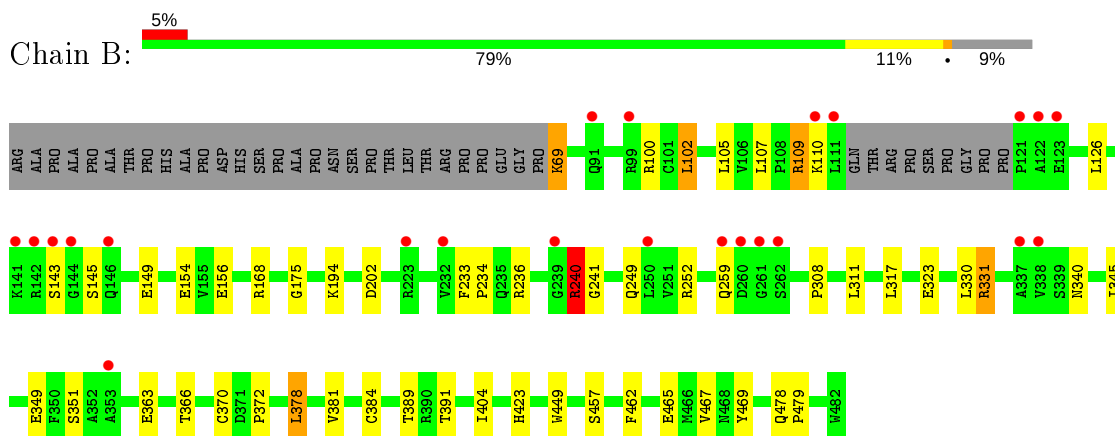 5%
Chain B:
79% 11% • 9%
ARG ALA PRO ALA PRO ALA THR PRO HIS ALA PRO ASP HIS SER PRO ALA PRO ASN SER PRO THR LEU THR ARG PRO PRO GLU GLY PRO K69 Q91 R99 R100 C101 L102 L105 V106 L107 P108 R109 K110 L111 GLN THR ARG PRO SER PRO GLY PRO PRO P121 A122 E123 L126
K141 R142 S143 G144 S145 Q146 E149 E154 V155 E156 R168 G175 K194 D202 R223 V232 F233 P234 Q235 R236 G239 R240 G241 Q249 L250 V251 R252 Q259 D260 G261 S262 P308 L311 L317 E323 L330 R331 A337 V338 S339 N340
E349 F350 S351 A352 A353 E363 T366 C370 D371 P372 L378 V381 C384 T389 R390 T391 I404 H423 W449 S457 F462 E465 M466 V467 N468 Y469 Q478 P479 W482